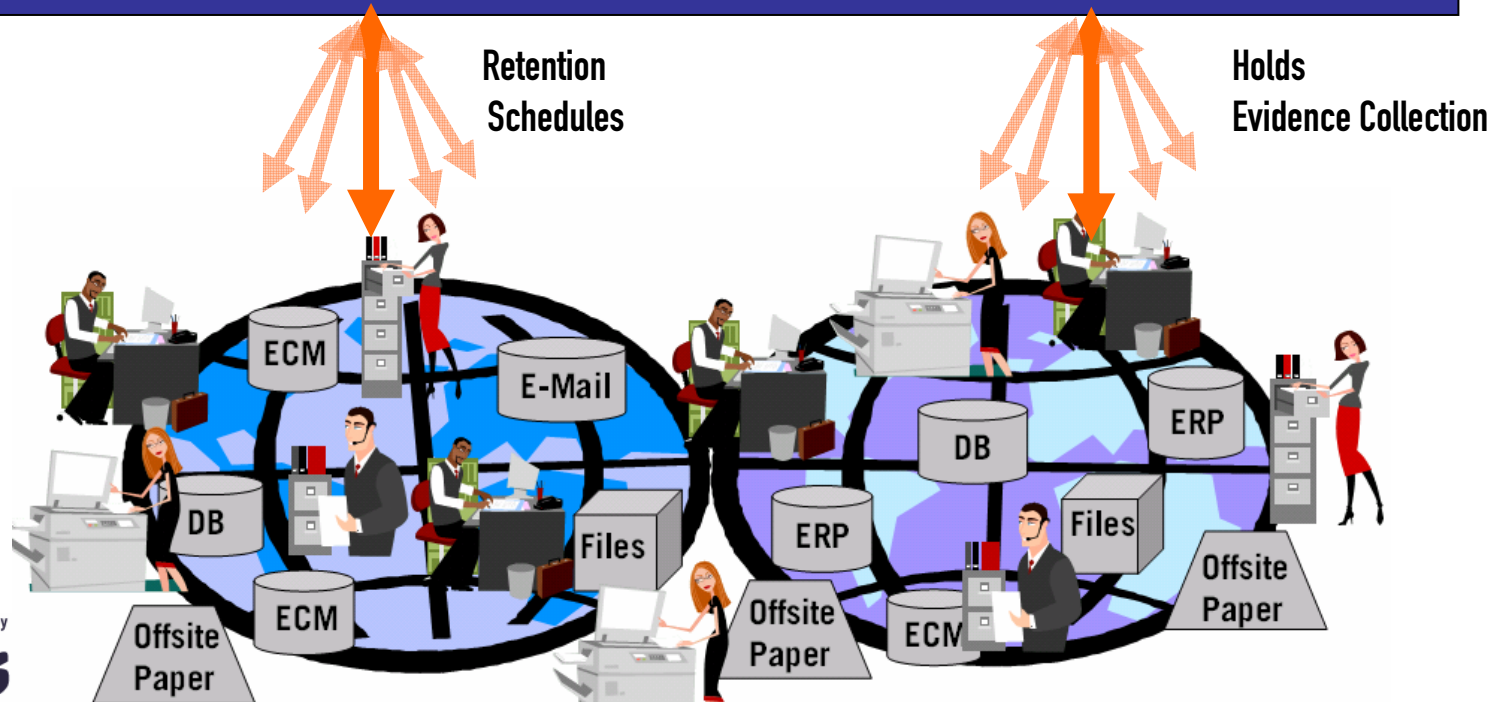 Retention
Schedules
Holds
Evidence Collection
ECM
E-Mail
DB
Files
ECM
Offsite
Paper
DB
ERP
ERP
Files
Offsite
Paper
ECM
Offsite
Paper